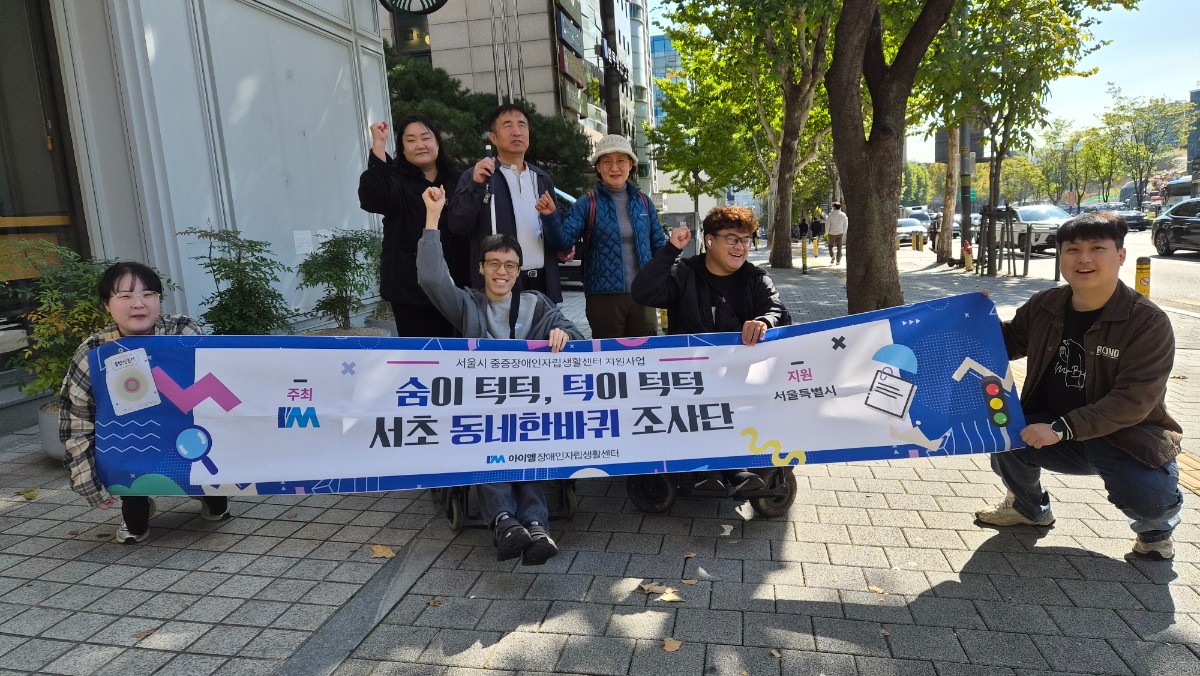 서울시 중증장애인자립생활센터 지원사업
주최
I'M
숨이 턱턱, 턱이 턱턱
서초 동네한바퀴 조사단
지원
서울특별시
I'M 아이엠장애인자립생활센터